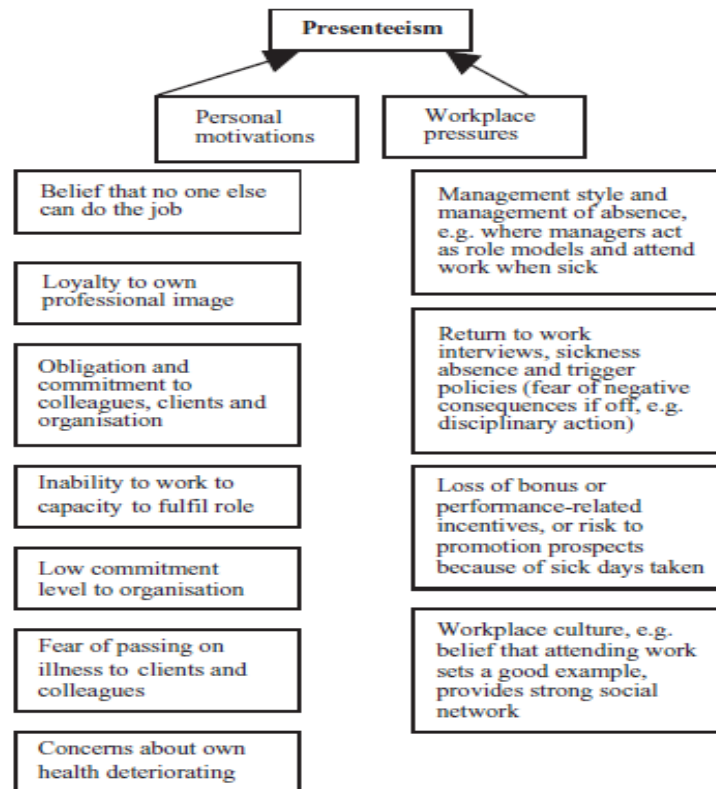 Presenteeism
Personal
motivations
Workplace
pressures
Belief that no one else
can do the job
Loyalty to own
professional image
Obligation and
commitment to
colleagues, clients and
organisation
Inability to work to
capacity to fulfil role
Low commitment
level to organisation
Fear of passing on
illness to clients and
colleagues
Concerns about own
health deteriorating
Management style and
management of absence,
e.g. where managers act
as role models and attend
work when sick
Return to work
interviews, sickness
absence and trigger
policies (fear of negative
consequences if off, e.g.
disciplinary action)
Loss of bonus or
performance-related
incentives, or risk to
promotion prospects
because of sick days taken
Workplace culture, e.g.
belief that attending work
sets a good example,
provides strong social
network